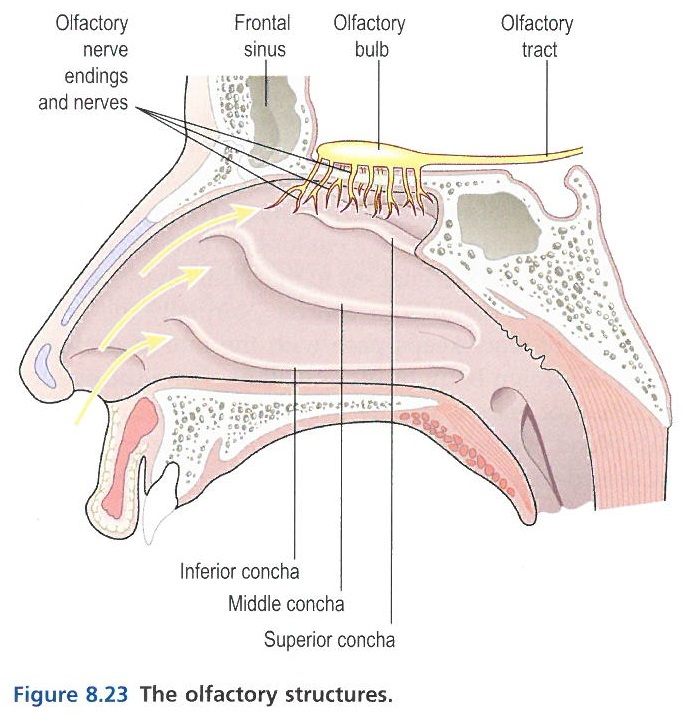 Olfactory
nerve
endings
and nerves
Frontal
sinus
Olfactory
bulb
Olfactory
tract
Inferior concha
Middle concha
Superior concha
Figure 8.23 The olfactory structures.